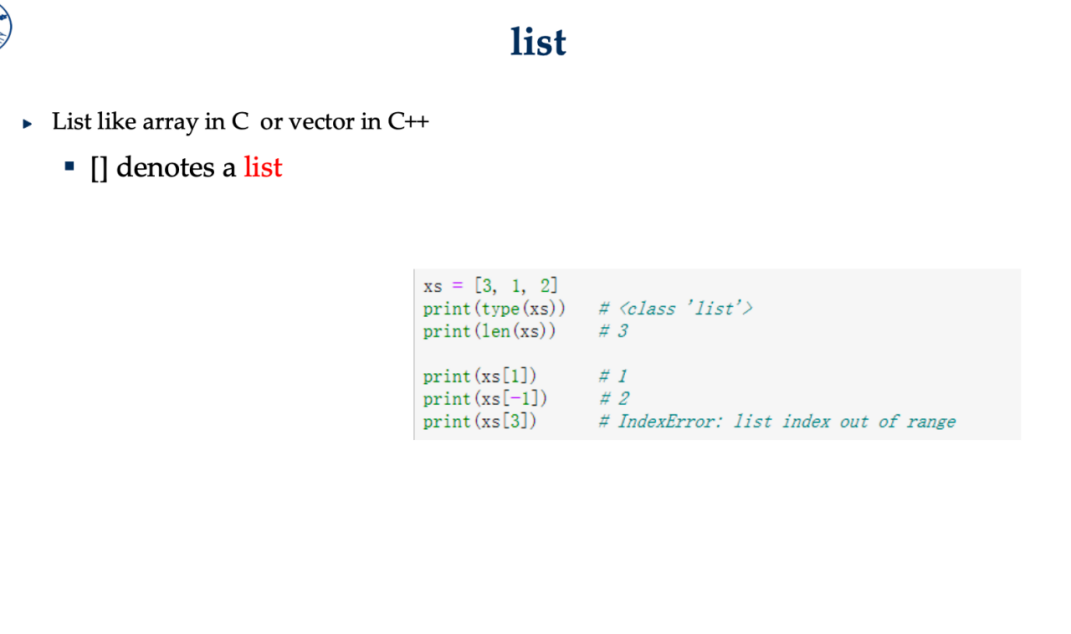 list
List like array in C or vector in C++
[] denotes a list
xs = [3, 1, 2]
print(type(xs)) # <class 'list'>
print(len(xs)) # 3
print(xs[1]) # 1
print(xs[-1]) # 2
print(xs[3]) # IndexError: list index out of range